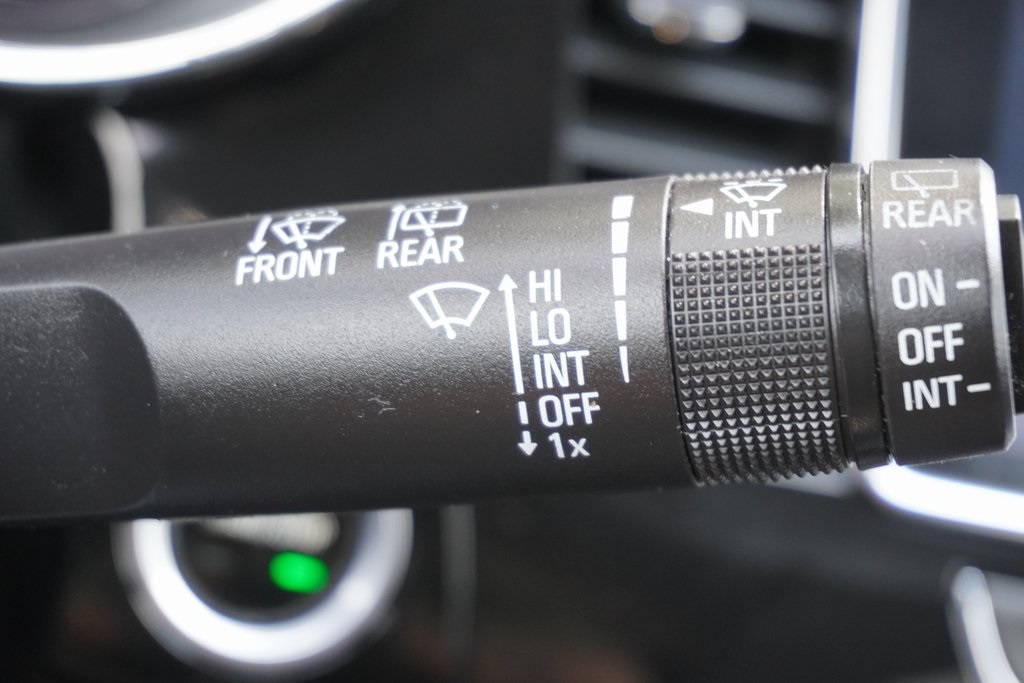 FRONT
REAR
HI
LO
INT
OFF
1x
INT
REAR
ON -
OFF
INT -